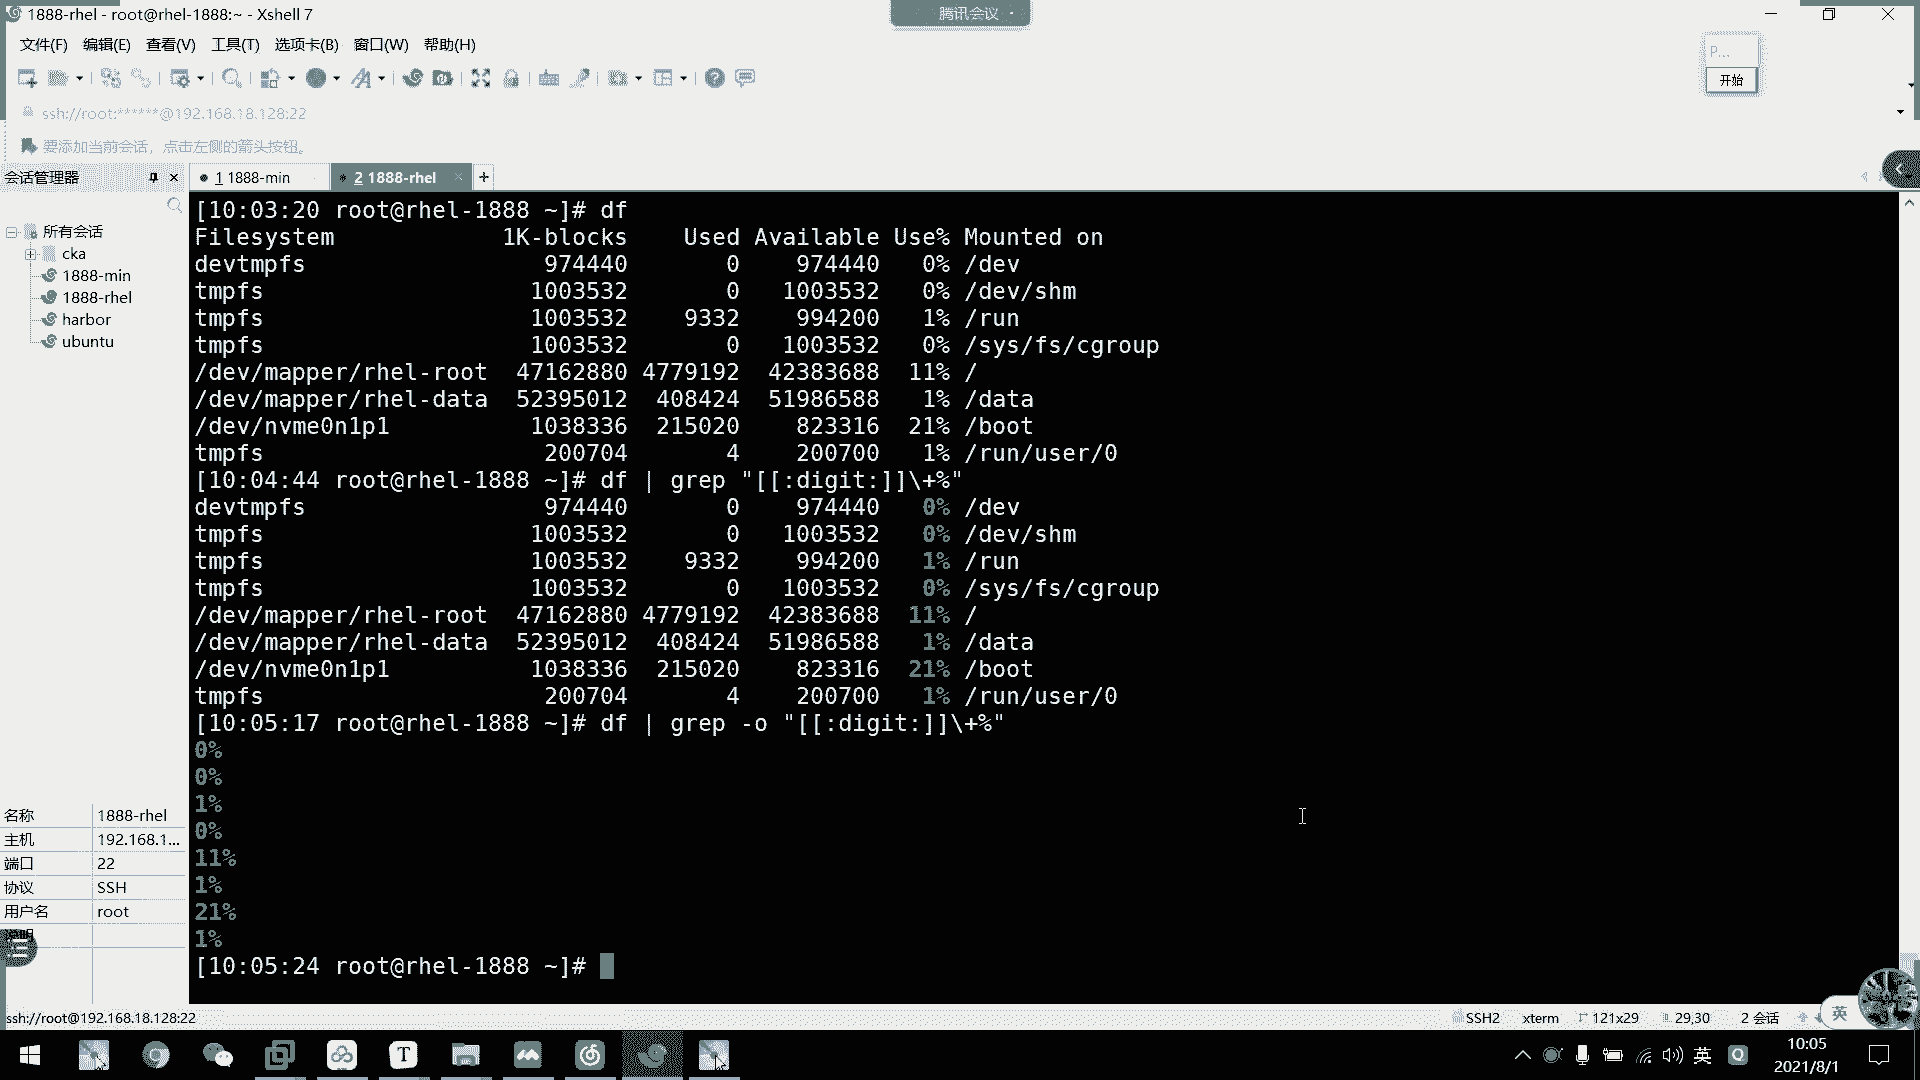 1888-rhel - root@rhel-1888:~ - Xshell 7
腾讯会议
文件(F) 编辑(E) 查看(V) 工具(T) 选项卡(B) 窗口(W) 帮助(H)
P...
开始
ssh://root:******@192.168.18.128:22
要添加当前会话，点击左侧的箭头按钮。
会话管理器
1 1888-min
2 1888-rhel
所有会话
cka
1888-min
1888-rhel
harbor
ubuntu
名称 1888-rhel
主机 192.168.1...
端口 22
协议 SSH
用户名 root
说明
[10:03:20 root@rhel-1888 ~]# df
Filesystem 1K-blocks Used Available Use% Mounted on
devtmpfs 974440 0 974440 0% /dev
tmpfs 1003532 0 1003532 0% /dev/shm
tmpfs 1003532 9332 994200 1% /run
tmpfs 1003532 0 1003532 0% /sys/fs/cgroup
/dev/mapper/rhel-root 47162880 4779192 42383688 11% /
/dev/mapper/rhel-data 52395012 408424 51986588 1% /data
/dev/nvme0n1p1 1038336 215020 823316 21% /boot
tmpfs 200704 4 200700 1% /run/user/0
[10:04:44 root@rhel-1888 ~]# df | grep "[[:digit:]]\+%"
devtmpfs 974440 0 974440 0% /dev
tmpfs 1003532 0 1003532 0% /dev/shm
tmpfs 1003532 9332 994200 1% /run
tmpfs 1003532 0 1003532 0% /sys/fs/cgroup
/dev/mapper/rhel-root 47162880 4779192 42383688 11% /
/dev/mapper/rhel-data 52395012 408424 51986588 1% /data
/dev/nvme0n1p1 1038336 215020 823316 21% /boot
tmpfs 200704 4 200700 1% /run/user/0
[10:05:17 root@rhel-1888 ~]# df | grep -o "[[:digit:]]\+%"
0%
0%
1%
0%
11%
1%
21%
1%
[10:05:24 root@rhel-1888 ~]#
ssh://root@192.168.18.128:22
SSH2 xterm 121x29 29,30 2 会话
英
英
10:05
2021/8/1